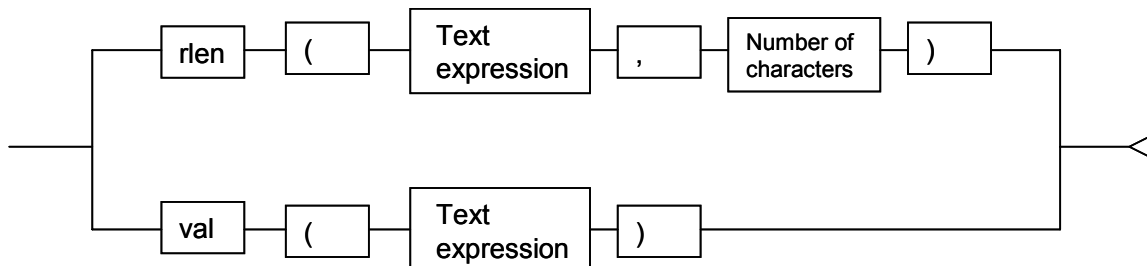 rlen ( Text expression , Number of characters )
val ( Text expression )